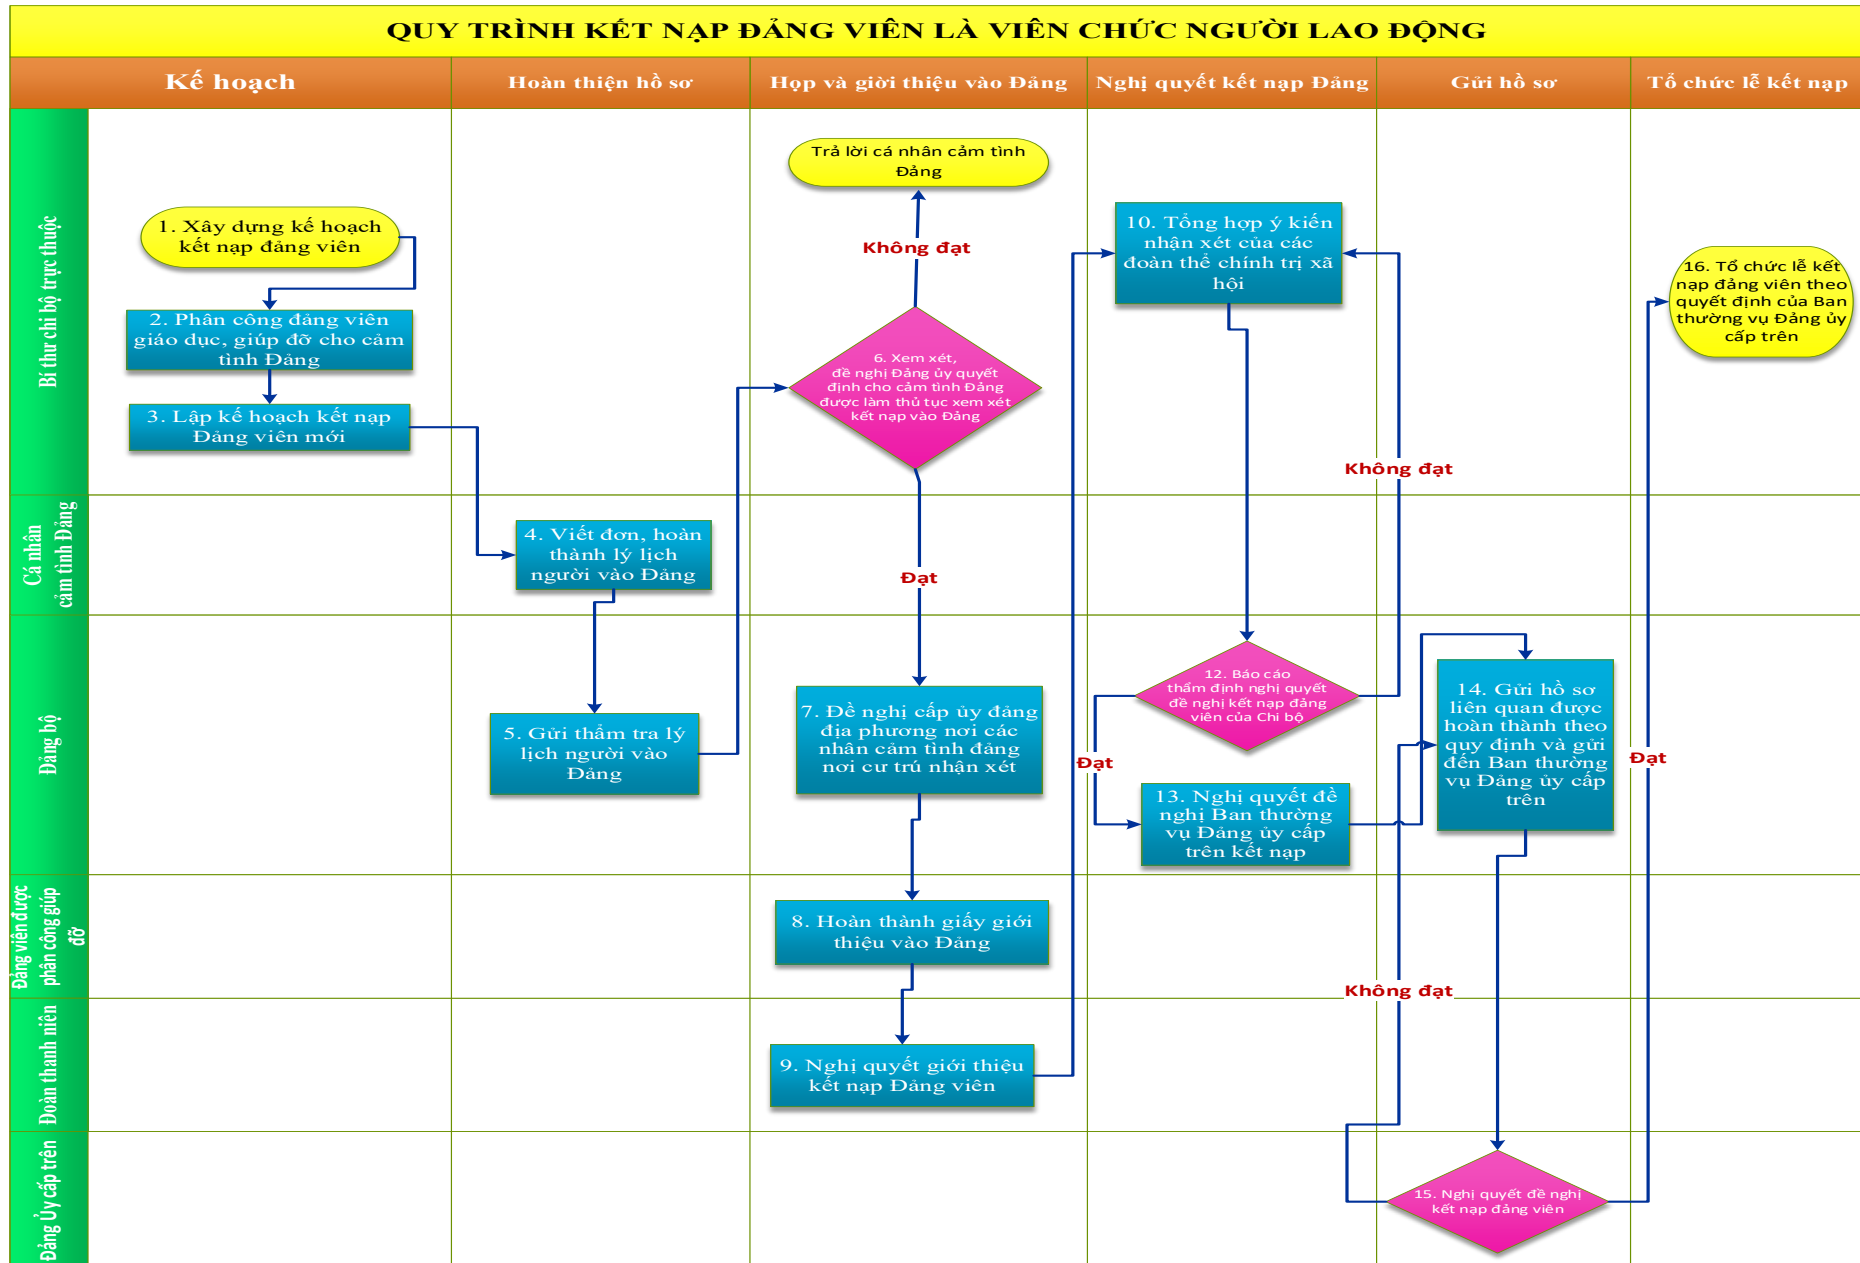 QUY TRÌNH KẾT NẠP ĐẢNG VIÊN LÀ VIÊN CHỨC NGƯỜI LAO ĐỘNG
Kế hoạch
Hoàn thiện hồ sơ
Họp và giới thiệu vào Đảng
Nghị quyết kết nạp Đảng
Gửi hồ sơ
Tổ chức lễ kết nạp
Bí thư chi bộ trực thuộc
1. Xây dựng kế hoạch
kết nạp đảng viên
2. Phân công đảng viên
giáo dục, giúp đỡ cho cảm
tình Đảng
3. Lập kế hoạch kết nạp
Đảng viên mới
Trả lời cá nhân cảm tình
Đảng
Không đạt
6. Xem xét,
đề nghị Đảng ủy quyết
định cho cảm tình Đảng
được làm thủ tục xem xét
kết nạp vào Đảng
10. Tổng hợp ý kiến
nhận xét của các
đoàn thể chính trị xã
hội
Không đạt
16. Tổ chức lễ kết
nạp đảng viên theo
quyết định của Ban
thường vụ Đảng ủy
cấp trên
Cá nhân
cảm tình Đảng
4. Viết đơn, hoàn
thành lý lịch
người vào Đảng
Đạt
Đảng bộ
5. Gửi thẩm tra lý
lịch người vào
Đảng
7. Đề nghị cấp ủy đảng
địa phương nơi các
nhân cảm tình đảng
nơi cư trú nhận xét
12. Báo cáo
thẩm định nghị quyết
đề nghị kết nạp đảng
viên của Chi bộ
Đạt
13. Nghị quyết đề
nghị Ban thường
vụ Đảng ủy cấp
trên kết nạp
14. Gửi hồ sơ
liên quan được
hoàn thành theo
quy định và gửi
đến Ban thường
vụ Đảng ủy cấp
trên
Đạt
Đảng viên được
phân công giúp
đỡ
8. Hoàn thành giấy giới
thiệu vào Đảng
Không đạt
Đoàn thanh niên
9. Nghị quyết giới thiệu
kết nạp Đảng viên
Đảng Ủy cấp trên
15. Nghị quyết đề nghị
kết nạp đảng viên